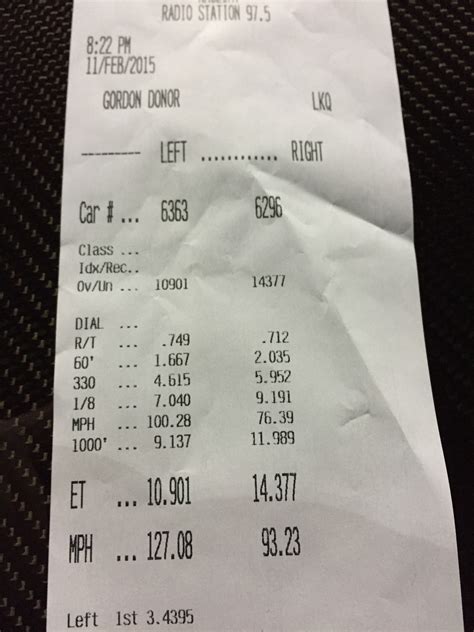 RADIO STATION 97.5
8:22 PM
11/FEB/2015
GORDON DONOR LKQ
--------- LEFT ............ RIGHT
Car # ... 6363 6296
Class ...
Idx/Rec..
Ov/Un ... 10901 14377
DIAL ...
R/T ... .749 .712
60' ... 1.667 2.035
330 ... 4.615 5.952
1/8 ... 7.040 9.191
MPH ... 100.28 76.39
1000' ... 9.137 11.989
ET ... 10.901 14.377
MPH ... 127.08 93.23
Left 1st 3.4395